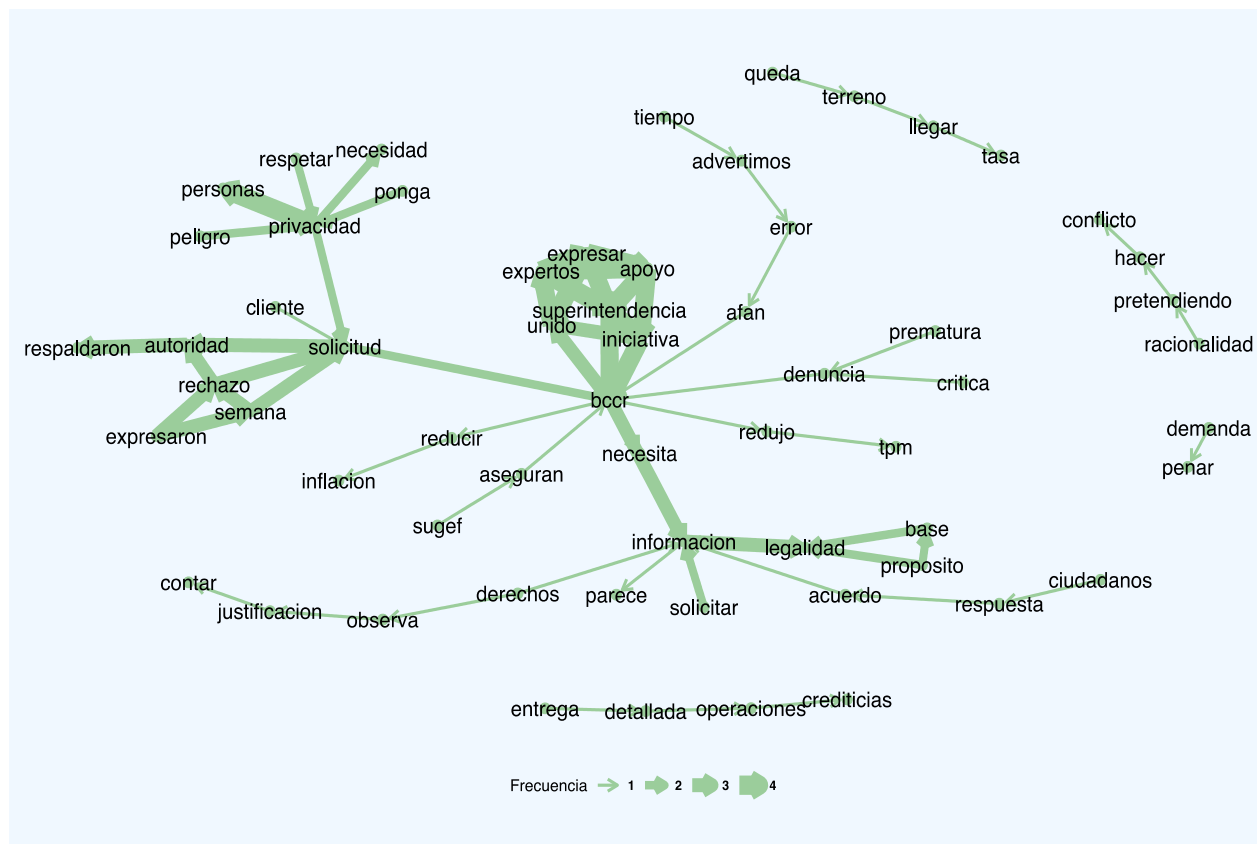 queda
terreno
tiempo
llegar
respetar
necesidad
advertimos
tasa
personas
ponga
conflicto
privacidad
error
peligro
expresar
hacer
expertos
apoyo
pretendiendo
cliente
superintendencia
afan
unido
iniciativa
prematura
respaldaron
autoridad
solicitud
racionalidad
rechazo
denuncia
critica
bccr
semana
demanda
expresaron
reducir
redujo
tpm
necesita
penar
inflacion
aseguran
sugef
base
informacion
legalidad
proposito
contar
ciudadanos
derechos
parece
acuerdo
justificacion
solicitar
respuesta
observa
entrega
detallada
operaciones
crediticias
Frecuencia 1 2 3 4